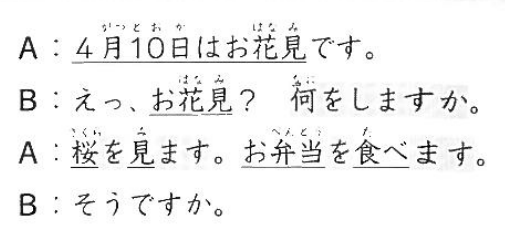 A：4月10日はお花見です。
B：えっ、お花見？　何をしますか。
A：桜を見ます。お弁当を食べます。
B：そうですか。